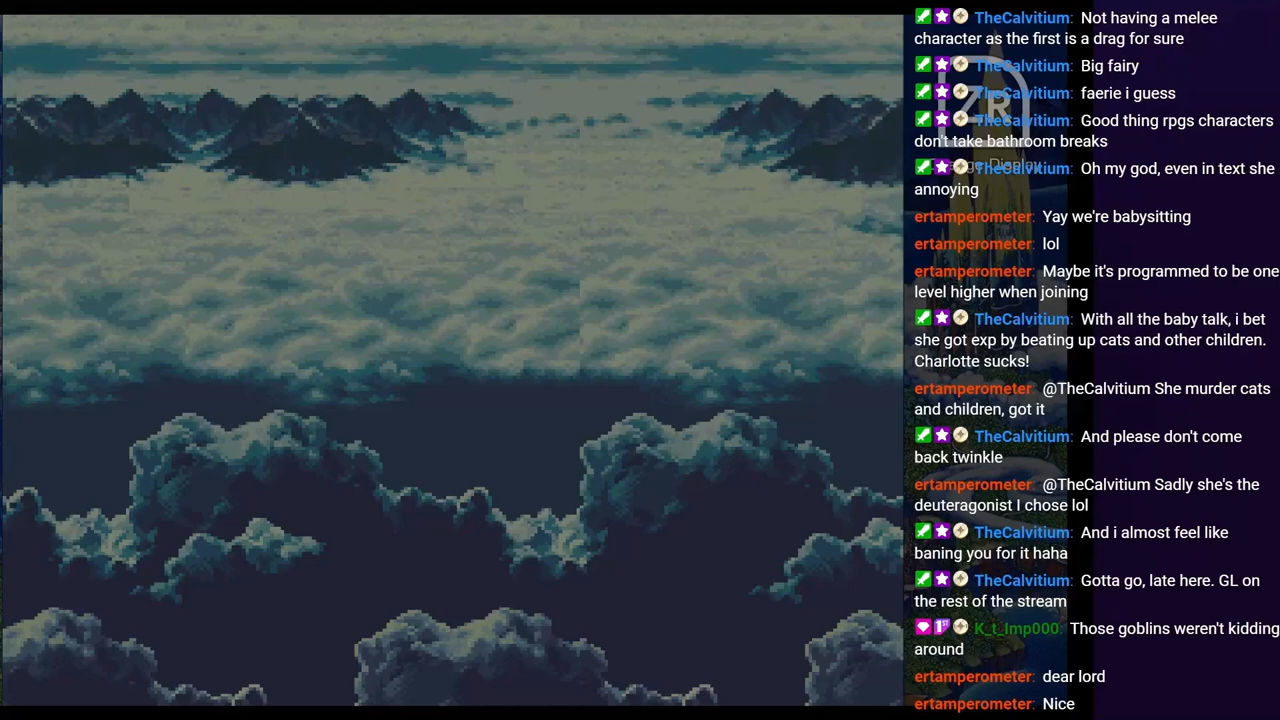 TheCalvitium: Not having a melee
character as the first is a drag for sure
TheCalvitium: Big fairy
TheCalvitium: faerie i guess
TheCalvitium: Good thing rpgs characters
don't take bathroom breaks
TheCalvitium: Oh my god, even in text she
annoying
ertamperometer: Yay we're babysitting
ertamperometer: lol
ertamperometer: Maybe it's programmed to be one
level higher when joining
TheCalvitium: With all the baby talk, i bet
she got exp by beating up cats and other children.
Charlotte sucks!
ertamperometer: @TheCalvitium She murder cats
and children, got it
TheCalvitium: And please don't come
back twinkle
ertamperometer: @TheCalvitium Sadly she's the
deuteragonist I chose lol
TheCalvitium: And i almost feel like
baning you for it haha
TheCalvitium: Gotta go, late here. GL on
the rest of the stream
K_t_Imp000: Those goblins weren't kidding
around
ertamperometer: dear lord
ertamperometer: Nice
ZR
Display